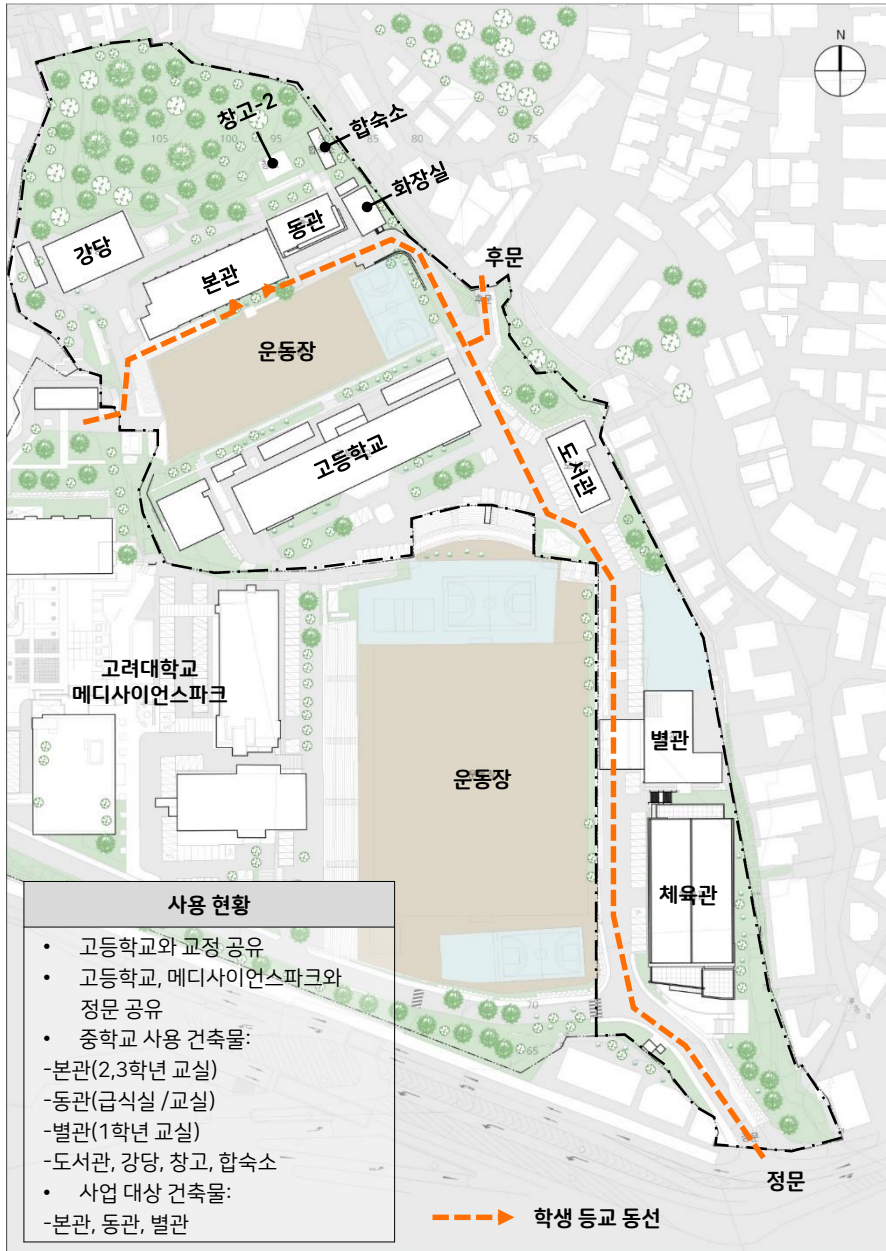 N
창고-2
합숙소
105
100
95
85
80
75
화장실
동관
강당
본관
후문
후문
운동장
고등학교
도서관
고려대학교
메디사이언스파크
별관
운동장
체육관
사용 현황
• 고등학교와 교정 공유
• 고등학교, 메디사이언스파크와
정문 공유
• 중학교 사용 건축물:
-본관(2,3학년 교실)
-동관(급식실 /교실)
-별관(1학년 교실)
-도서관, 강당, 창고, 합숙소
• 사업 대상 건축물:
-본관, 동관, 별관
70
65
정문
정문
학생 등교 동선